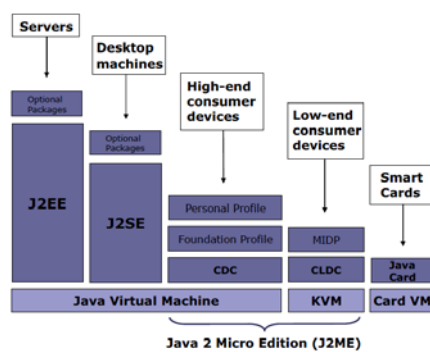 Servers
Desktop
machines
High-end
consumer
devices
Low-end
consumer
devices
Smart
Cards
Optional
Packages
Optional
Packages
J2EE
J2SE
Personal Profile
Foundation Profile
CDC
MIDP
CLDC
Java
Card
Java Virtual Machine
KVM
Card VM
Java 2 Micro Edition (J2ME)